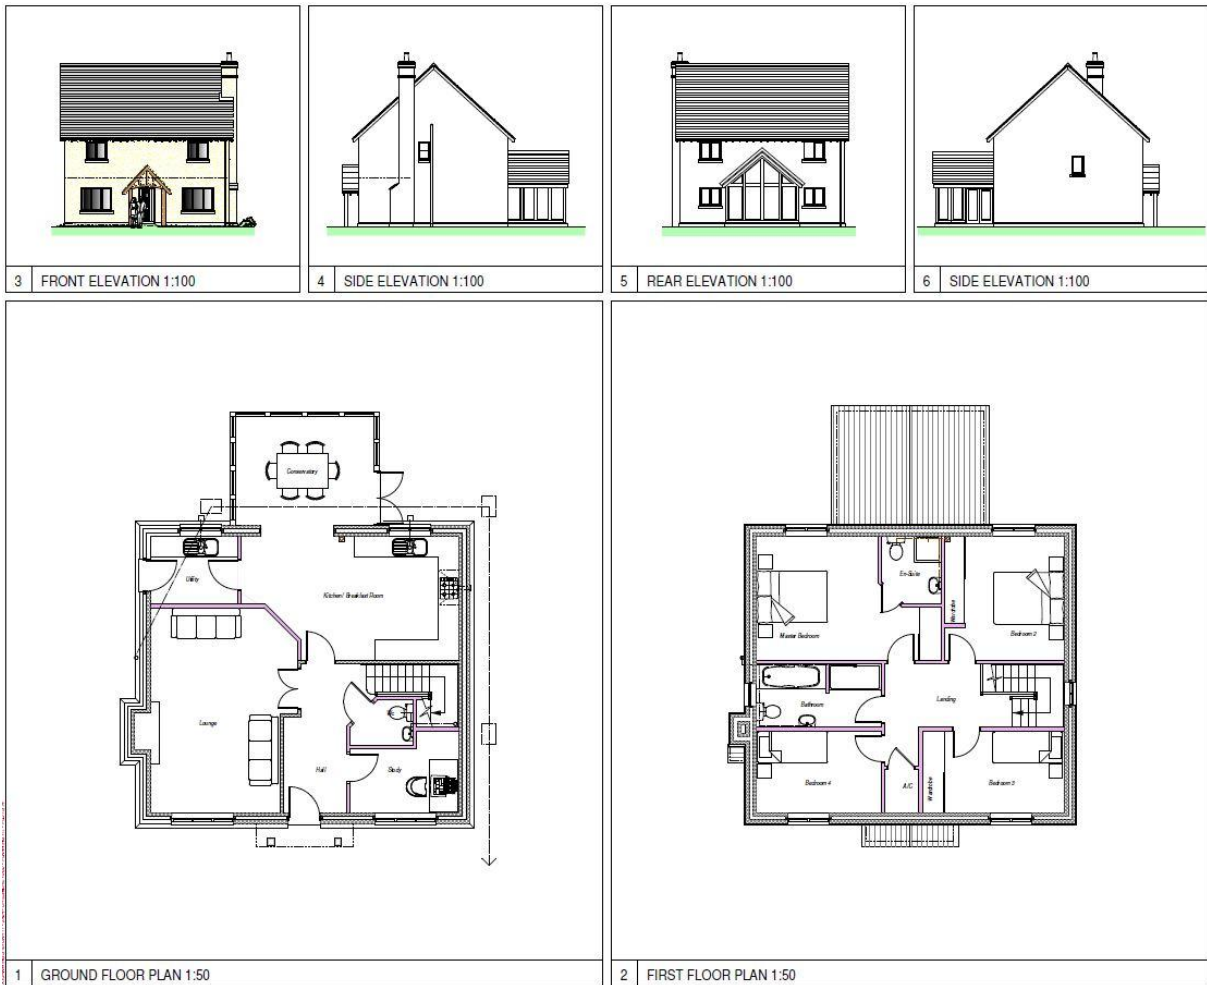 3 FRONT ELEVATION 1:100
4 SIDE ELEVATION 1:100
5 REAR ELEVATION 1:100
6 SIDE ELEVATION 1:100
Conservatory
Utility
Kitchen/ Breakfast Room
Lounge
Hall
Study
1 GROUND FLOOR PLAN 1:50
En-Suite
Wardrobe
Master Bedroom
Bedroom 2
Bathroom
Landing
Bedroom 4
A/C
Wardrobe
Bedroom 3
2 FIRST FLOOR PLAN 1:50